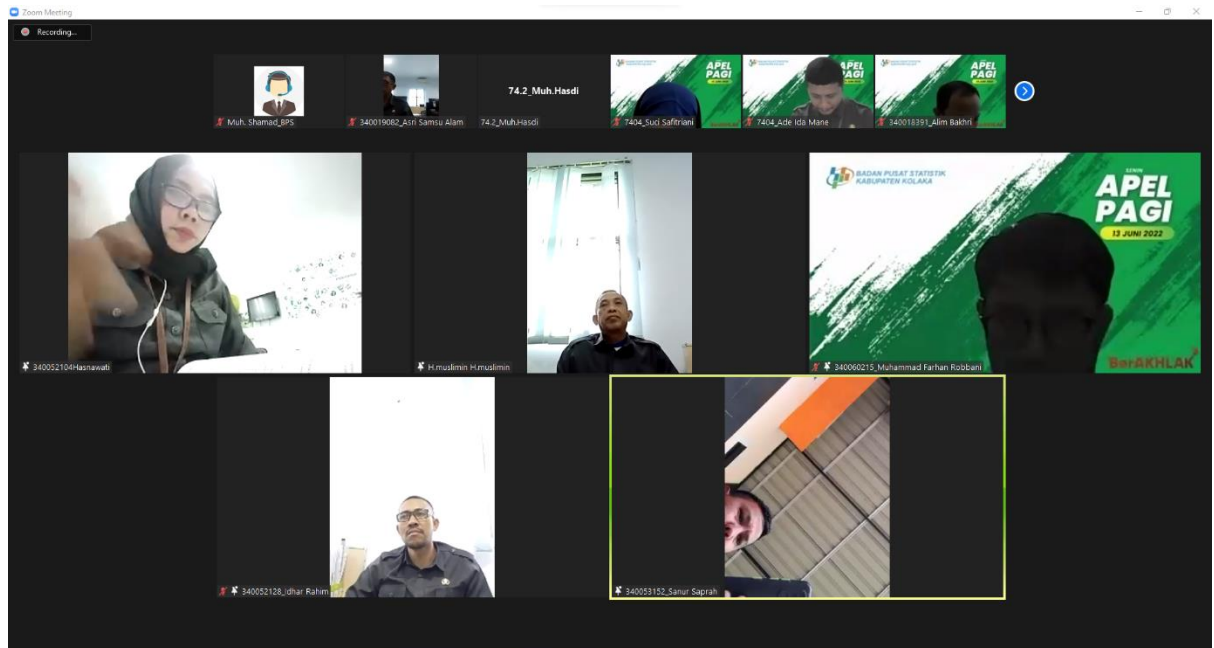 Zoom Meeting
Recording...
74.2_Muh.Hasdi
Muh. Shamad_BPS
340019082_Asri Samsu Alam
74.2_Muh.Hasdi
7404_Suci Safitriani
7404_Ade Ida Mane
340018391_Alim Bakhri
APEL
PAGI
APEL
PAGI
APEL
PAGI
BADAN PUSAT STATISTIK
KABUPATEN KOLAKA
SENIN
APEL
PAGI
13 JUNI 2022
BerAKHLAK
340052104Hasnawati
H.muslimin H.muslimin
340060215_Muhammad Farhan Robbani
340052128_Idhar Rahim
340053152_Sanur Saprah